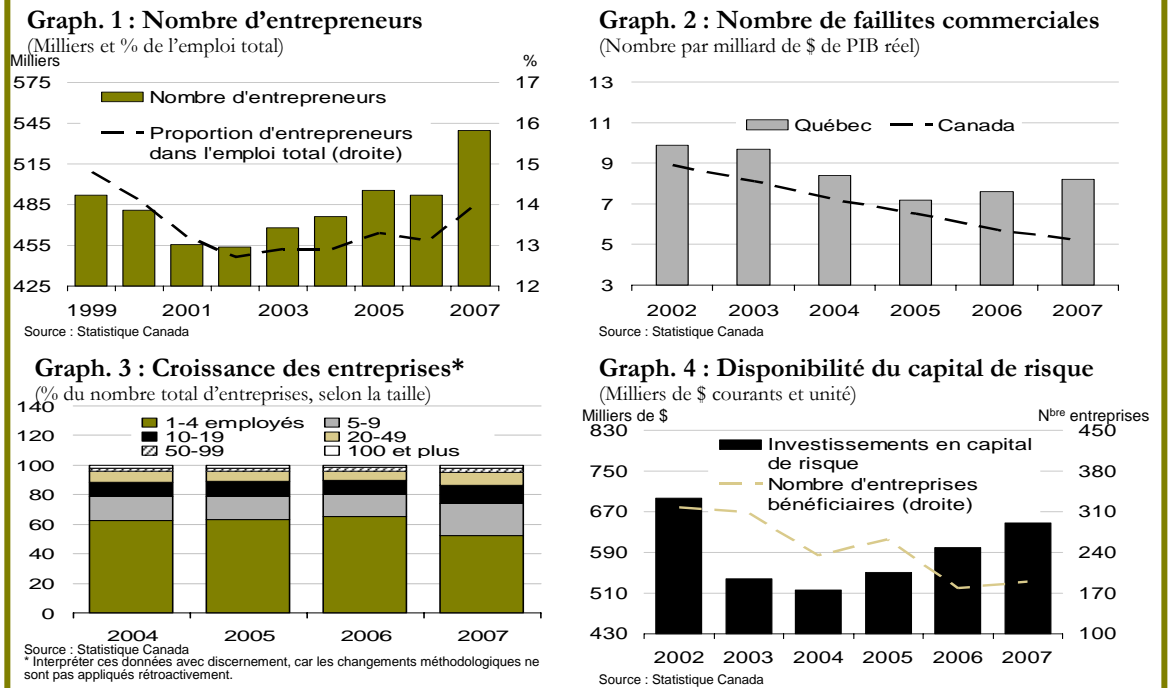 Graph. 1 : Nombre d'entrepreneurs
(Milliers et % de l'emploi total)
Milliers %
575 17
Nombre d'entrepreneurs
545 16
Proportion d'entrepreneurs
dans l'emploi total (droite)
515 15
485 14
455 13
425 12
1999 2001 2003 2005 2007
Source : Statistique Canada
Graph. 2 : Nombre de faillites commerciales
(Nombre par milliard de $ de PIB réel)
13
11
Québec Canada
9
7
5
3
2002 2003 2004 2005 2006 2007
Source : Statistique Canada
Graph. 3 : Croissance des entreprises*
(% du nombre total d'entreprises, selon la taille)
140
1-4 employés 5-9
120
10-19 20-49
50-99 100 et plus
100
80
60
40
20
0
2004 2005 2006 2007
Source : Statistique Canada
* Interpréter ces données avec discernement, car les changements méthodologiques ne
sont pas appliqués rétroactivement.
Graph. 4 : Disponibilité du capital de risque
(Milliers de $ courants et unité)
Milliers de $ Nbre entreprises
830 450
Investissements en capital
de risque
750 380
Nombre d'entreprises
bénéficiaires (droite)
670 310
590 240
510 170
430 100
2002 2003 2004 2005 2006 2007
Source : Statistique Canada